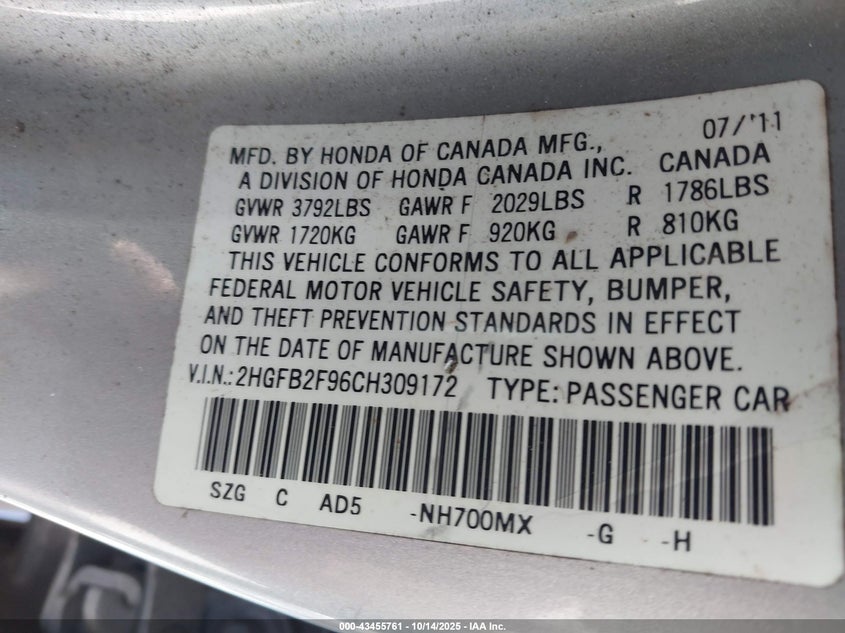 07/'11
MFD. BY HONDA OF CANADA MFG.,
A DIVISION OF HONDA CANADA INC. CANADA
GVWR 3792LBS GAWR F 2029LBS R 1786LBS
GVWR 1720KG GAWR F 920KG R 810KG
THIS VEHICLE CONFORMS TO ALL APPLICABLE
FEDERAL MOTOR VEHICLE SAFETY, BUMPER,
AND THEFT PREVENTION STANDARDS IN EFFECT
ON THE DATE OF MANUFACTURE SHOWN ABOVE.
V.I.N.: 2HGFB2F96CH309172 TYPE: PASSENGER CAR
SZG C AD5 -NH700MX -G -H
000-43455761 - 10/14/2025 - IAA Inc.